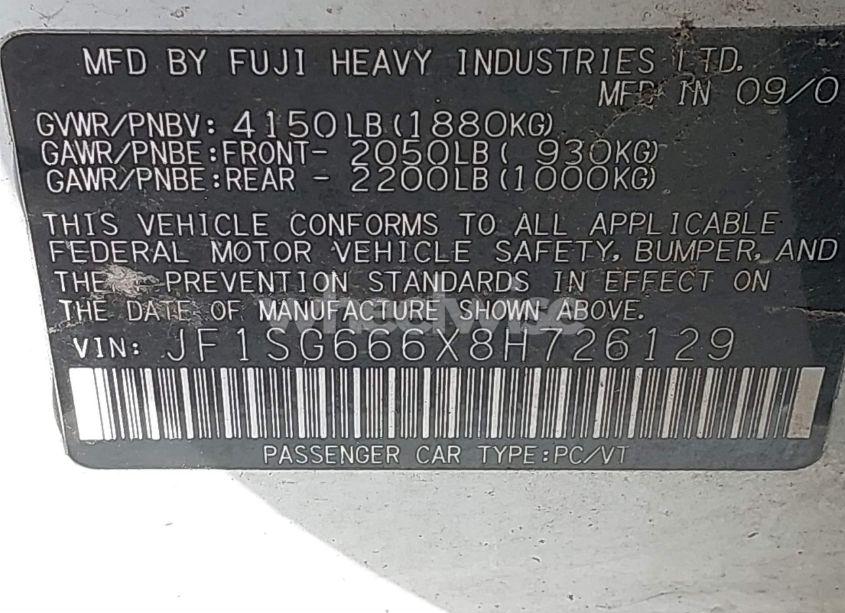 MFD BY FUJI HEAVY INDUSTRIES LTD.
MFD IN 09/0
GVWR/PNBV: 4150LB(1880KG)
GAWR/PNBE:FRONT- 2050LB( 930KG)
GAWR/PNBE:REAR - 2200LB(1000KG)
THIS VEHICLE CONFORMS TO ALL APPLICABLE
FEDERAL MOTOR VEHICLE SAFETY, BUMPER, AND
PREVENTION STANDARDS IN EFFECT ON
THE DATE OF MANUFACTURE SHOWN ABOVE.
wheelwise
VIN: JF1SG666X8H726129
PASSENGER CAR TYPE:PC/VT